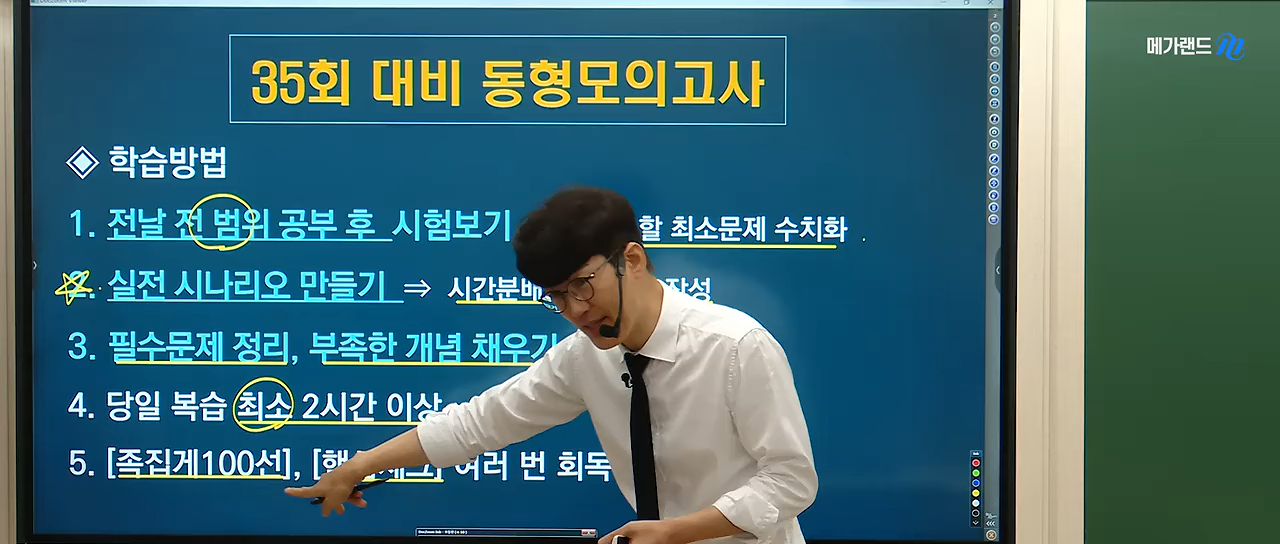 메가랜드
35회 대비 동형모의고사
학습방법
1. 전날 전 범위 공부 후 시험보기 할 최소문제 수치화
2. 실전 시나리오 만들기 ⇒ 시간분배 작성
3. 필수문제 정리, 부족한 개념 채우기
4. 당일 복습 최소 2시간 이상
5. [족집게100선], 여러 번 회독